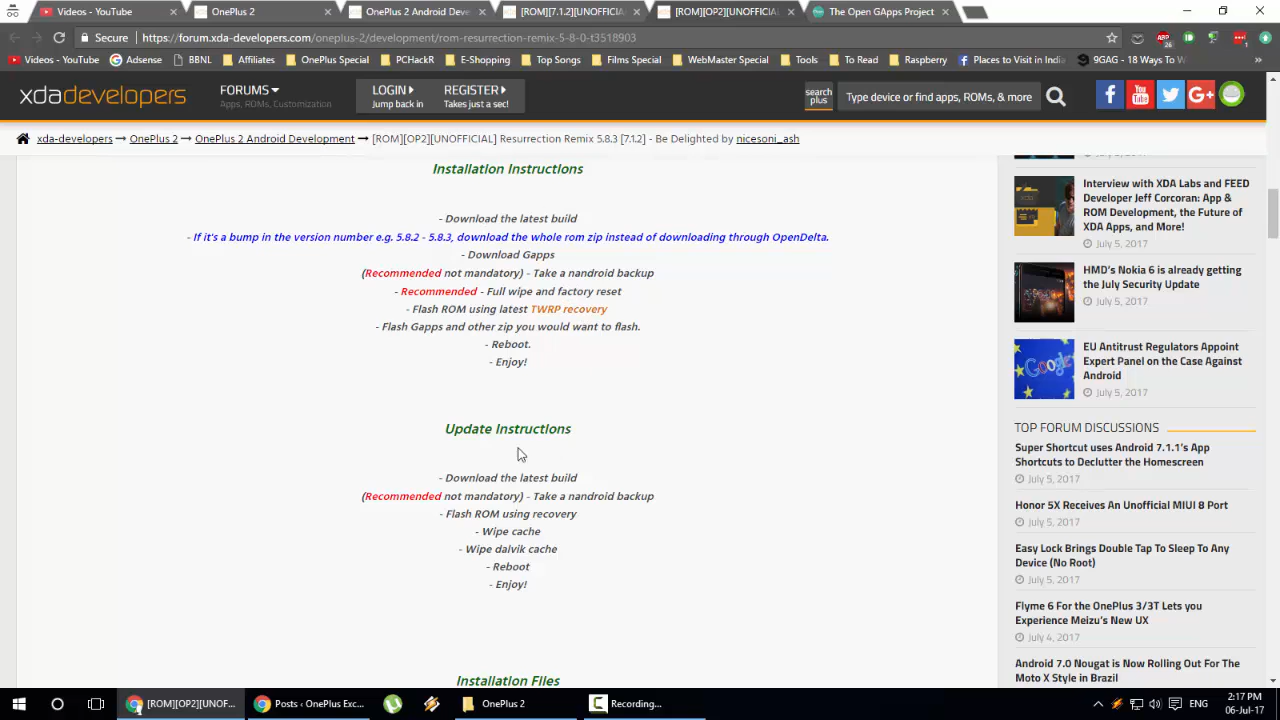 Videos - YouTube
OnePlus 2
OnePlus 2 Android Deve
[ROM][7.1.2][UNOFFICIAL
[ROM][OP2][UNOFFICIAL
The Open GApps Project
Secure
https://forum.xda-developers.com/oneplus-2/development/rom-resurrection-remix-5-8-0-t3518903
26
1
Videos - YouTube
Adsense
BBNL
Affiliates
OnePlus Special
E-Shopping
PCHAckR
Top Songs
Films Special
WebMaster Special
Tools
To Read
Raspberry
Places to Visit in India
9GAG - 18 Ways To W
xdadevelopers
FORUMS
Apps, ROMs, Customization
LOGIN
Jump back in
REGISTER
Takes just a sec!
search plus
Type device or find apps, ROMs, & more
xda-developers → OnePlus 2 → OnePlus 2 Android Development → [ROM][OP2][UNOFFICIAL] Resurrection Remix 5.8.3 [7.1.2] - Be Delighted by nicesoni_ash
Installation Instructions
- Download the latest build
- If it's a bump in the version number e.g. 5.8.2 - 5.8.3, download the whole rom zip instead of downloading through OpenDelta.
- Download Gapps
(Recommended not mandatory) - Take a nandroid backup
- Recommended - Full wipe and factory reset
- Flash ROM using latest TWRP recovery
- Flash Gapps and other zip you would want to flash.
- Reboot.
- Enjoy!
Update Instructions
- Download the latest build
(Recommended not mandatory) - Take a nandroid backup
- Flash ROM using recovery
- Wipe cache
- Wipe dalvik cache
- Reboot
- Enjoy!
Installation Files
Interview with XDA Labs and FEED
Developer Jeff Corcoran: App &
ROM Development, the Future of
XDA Apps, and More!
July 5, 2017
HMD's Nokia 6 is already getting
the July Security Update
July 5, 2017
EU Antitrust Regulators Appoint
Expert Panel on the Case Against
Android
July 5, 2017
TOP FORUM DISCUSSIONS
Super Shortcut uses Android 7.1.1's App
Shortcuts to Declutter the Homescreen
July 5, 2017
Honor 5X Receives An Unofficial MIUI 8 Port
July 5, 2017
Easy Lock Brings Double Tap To Sleep To Any
Device (No Root)
July 5, 2017
Flyme 6 For the OnePlus 3/3T Lets you
Experience Meizu's New UX
July 4, 2017
Android 7.0 Nougat is Now Rolling Out For The
Moto X Style in Brazil
[ROM][OP2][UNOF...
Posts ‹ OnePlus Exc...
OnePlus 2
Recording...
ENG
2:17 PM
06-Jul-17